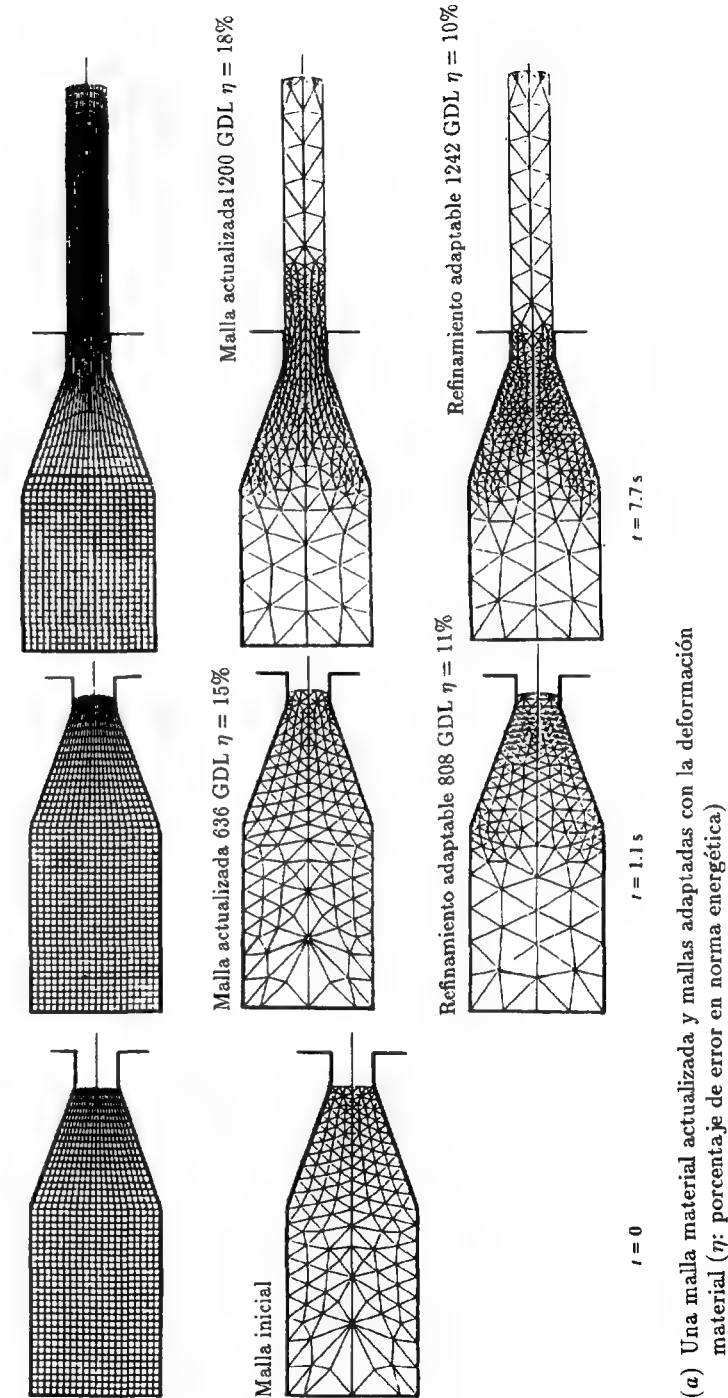 Malla inicial
t = 0
Malla actualizada 636 GDL η = 15%
Refinamiento adaptable 808 GDL η = 11%
t = 1.1 s
Malla actualizada1200 GDL η = 18%
Refinamiento adaptable 1242 GDL η = 10%
t = 7.7 s
(a) Una malla material actualizada y mallas adaptadas con la deformación
material (η: porcentaje de error en norma energética)